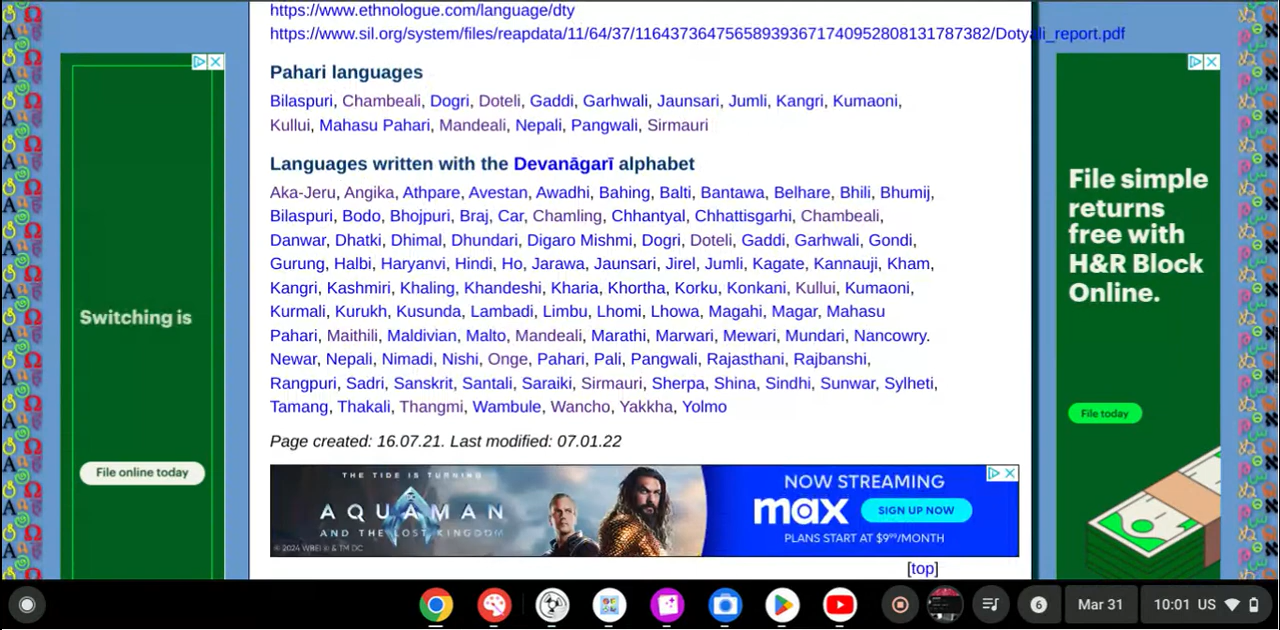 https://www.ethnologue.com/language/dty
https://www.sil.org/system/files/reapdata/11/64/37/116437364756589393671740952808131787382/Dotyali_report.pdf
Pahari languages
Bilaspuri, Chambeali, Dogri, Doteli, Gaddi, Garhwali, Jaunsari, Jumli, Kangri, Kumaoni,
Kullui, Mahasu Pahari, Mandeali, Nepali, Pangwali, Sirmauri
Languages written with the Devanāgarī alphabet
Aka-Jeru, Angika, Athpare, Avestan, Awadhi, Bahing, Balti, Bantawa, Belhare, Bhili, Bhumij,
Bilaspuri, Bodo, Bhojpuri, Braj, Car, Chamling, Chhantyal, Chhattisgarhi, Chambeali,
Danwar, Dhatki, Dhimal, Dhundari, Digaro Mishmi, Dogri, Doteli, Gaddi, Garhwali, Gondi,
Gurung, Halbi, Haryanvi, Hindi, Ho, Jarawa, Jaunsari, Jirel, Jumli, Kagate, Kannauji, Kham,
Kangri, Kashmiri, Khaling, Khandeshi, Kharia, Khortha, Korku, Konkani, Kullui, Kumaoni,
Kurmali, Kurukh, Kusunda, Lambadi, Limbu, Lhomi, Lhowa, Magahi, Magar, Mahasu
Pahari, Maithili, Maldivian, Malto, Mandeali, Marathi, Marwari, Mewari, Mundari, Nancowry.
Newar, Nepali, Nimadi, Nishi, Onge, Pahari, Pali, Pangwali, Rajasthani, Rajbanshi,
Rangpuri, Sadri, Sanskrit, Santali, Saraiki, Sirmauri, Sherpa, Shina, Sindhi, Sunwar, Sylheti,
Tamang, Thakali, Thangmi, Wambule, Wancho, Yakkha, Yolmo
Page created: 16.07.21. Last modified: 07.01.22
THE TIDE IS TURNING
AQUAMAN
AND THE LOST KINGDOM
© 2024 WBEI & TM DC
NOW STREAMING
max
SIGN UP NOW
PLANS START AT $9⁹⁹/MONTH
[top]
Switching is
File online today
File simple
returns
free with
H&R Block
Online.
File today
6
Mar 31
10:01 US